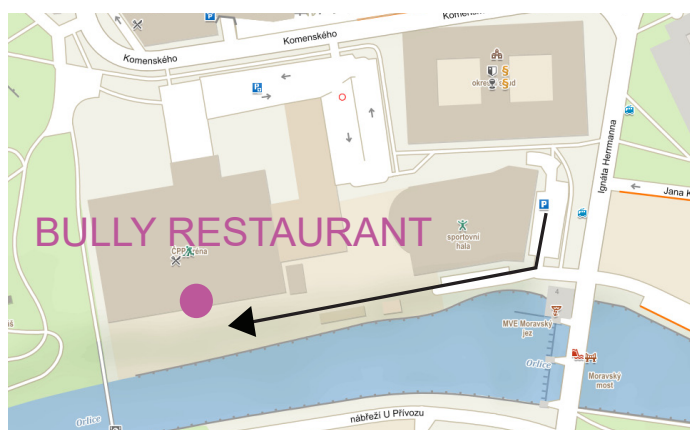 Komenského
Komenského
P
Komenského
P
okresní soud
Ignáta Herrmanna
Jana K
P
BULLY RESTAURANT
sportovní
hala
ČPP Aréna
MVE Moravský
jez
Orlice
Moravský
most
Orlice
nábřeží U Přívozu